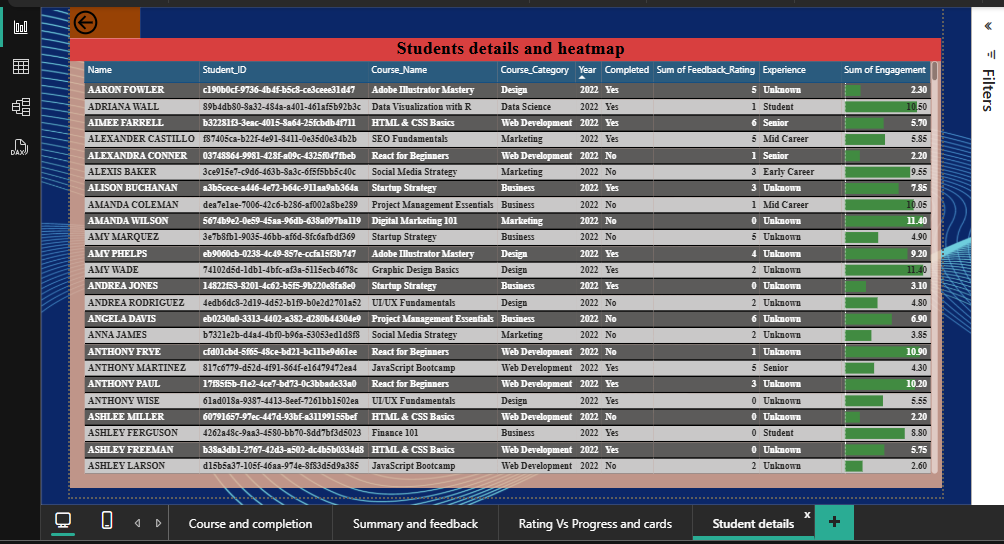 Students details and heatmap
Name Student_ID Course_Name Course_Category Year Completed Sum of Feedback_Rating Experience Sum of Engagement
AARON FOWLER c190b0cf-9736-4b4f-b5c8-ce3ceee31d47 Adobe Illustrator Mastery Design 2022 Yes 5 Unknown 2.30
ADRIANA WALL 89b4db80-8a32-484a-a401-461af5b92b3c Data Visualization with R Data Science 2022 Yes 1 Student 10.50
AIMEE FARRELL b32281f3-3eac-4015-8a64-25fcbdb4f711 HTML & CSS Basics Web Development 2022 Yes 6 Senior 5.70
ALEXANDER CASTILLO f87405ca-b22f-4e91-8411-0e35d0e34b2b SEO Fundamentals Marketing 2022 Yes 5 Mid Career 5.85
ALEXANDRA CONNER 03748864-9981-428f-a09c-4325f047fbeb React for Beginners Web Development 2022 No 1 Senior 2.20
ALEXIS BAKER 3ce915e7-c9d6-463b-8a3c-6f5f5bb5c40c Social Media Strategy Marketing 2022 No 3 Early Career 9.55
ALISON BUCHANAN a3b5cece-a446-4e72-b64c-911aa9ab364a Startup Strategy Business 2022 Yes 3 Unknown 7.85
AMANDA COLEMAN dea7e1ae-7006-42c6-b286-af002a8be289 Project Management Essentials Business 2022 No 1 Mid Career 10.05
AMANDA WILSON 5674b9e2-0e59-45aa-96db-638a097ba119 Digital Marketing 101 Marketing 2022 No 0 Unknown 11.40
AMY MARQUEZ 3e7b8fb1-9035-46bb-af6d-8fc6afbdf369 Startup Strategy Business 2022 No 5 Unknown 4.90
AMY PHELPS eb9060cb-0238-4c49-857e-ccfa15f3b747 Adobe Illustrator Mastery Design 2022 Yes 4 Unknown 9.20
AMY WADE 74102d5d-1db1-4bfc-af3a-5115ecb4678c Graphic Design Basics Design 2022 Yes 2 Unknown 11.40
ANDREA JONES 14822f53-8201-4c62-b5f5-9b220e8fa8e0 Startup Strategy Business 2022 Yes 0 Unknown 3.10
ANDREA RODRIGUEZ 4edb6dc8-2d19-4d52-b1f9-b0e2d2701a52 UI/UX Fundamentals Design 2022 No 2 Unknown 4.80
ANGELA DAVIS eb0230a0-3313-4402-a382-d280b44304e9 Project Management Essentials Business 2022 No 6 Unknown 6.90
ANNA JAMES b7321e2b-d4a4-4bf0-b96a-53053ed1d8f8 Social Media Strategy Marketing 2022 No 2 Unknown 3.85
ANTHONY FRYE cfd01cbd-5f65-48ce-bd21-bc11be9d61ee React for Beginners Web Development 2022 No 1 Unknown 10.90
ANTHONY MARTINEZ 817c6779-d52d-4f91-864f-e16479472ea4 JavaScript Bootcamp Web Development 2022 Yes 5 Senior 4.30
ANTHONY PAUL 17f85f5b-f1e2-4ce7-bd73-0c3bbade33a0 React for Beginners Web Development 2022 Yes 3 Unknown 10.20
ANTHONY WISE 61ad018a-9387-4413-8eef-7261bb1502ea UI/UX Fundamentals Design 2022 Yes 0 Unknown 5.55
ASHLEE MILLER 60791657-97ec-447d-93bf-a31199155bef HTML & CSS Basics Web Development 2022 No 0 Unknown 2.20
ASHLEY FERGUSON 4262a48c-9aa3-4580-bb70-8dd7bf3d5023 Finance 101 Business 2022 Yes 0 Student 8.80
ASHLEY FREEMAN b38a3db1-2767-42d3-a502-dc4b5b0334d8 HTML & CSS Basics Web Development 2022 Yes 0 Unknown 5.75
ASHLEY LARSON d15b5a37-105f-46aa-974e-8f83d5d9a385 JavaScript Bootcamp Web Development 2022 No 2 Unknown 2.60
Filters
DAX
Course and completion Summary and feedback Rating Vs Progress and cards Student details x +